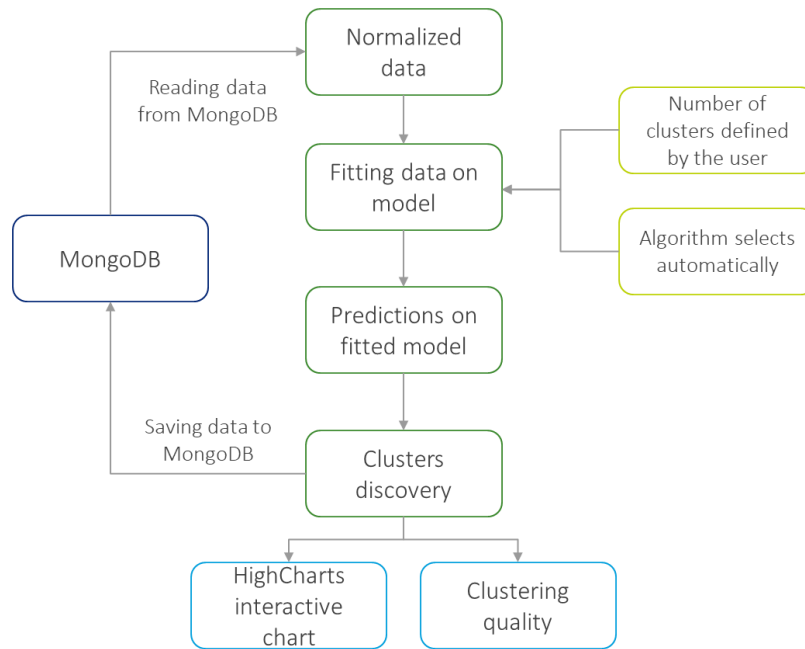 Normalized
data
Reading data
from MongoDB
Number of
clusters defined
by the user
Fitting data on
model
MongoDB
Algorithm selects
automatically
Predictions on
fitted model
Saving data to
MongoDB
Clusters
discovery
HighCharts
interactive
chart
Clustering
quality